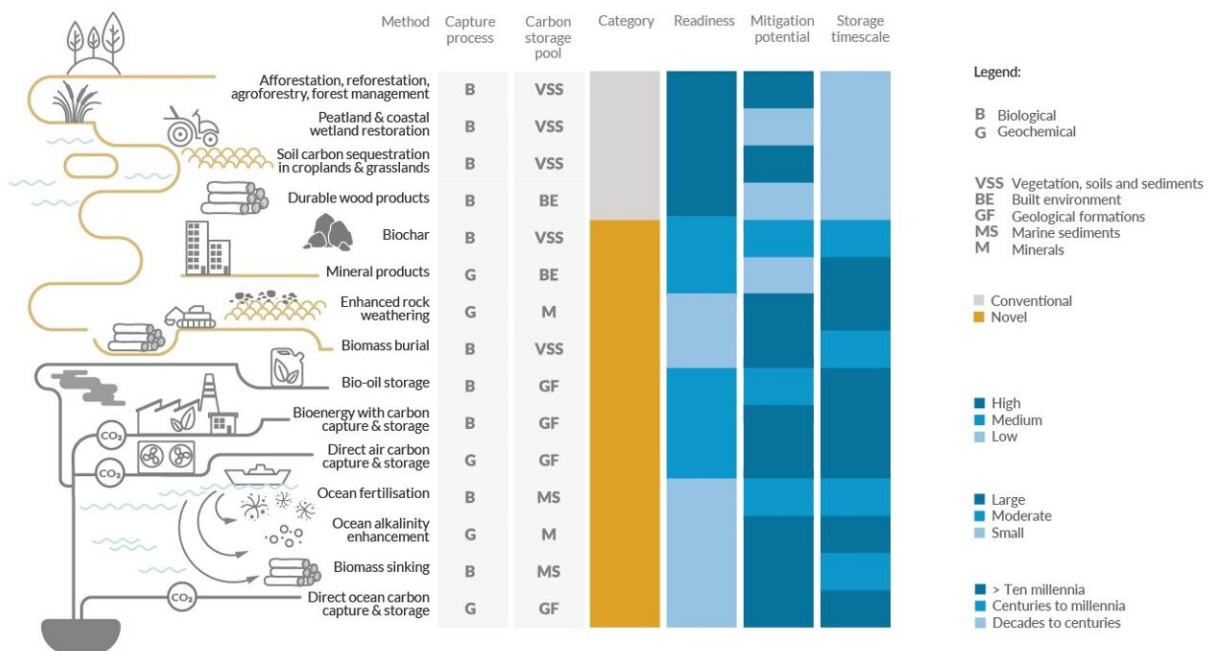 Method Capture process Carbon storage pool Category Readiness Mitigation potential Storage timescale
Afforestation, reforestation,
agroforestry, forest management B VSS
Peatland & coastal
wetland restoration B VSS
Soil carbon sequestration
in croplands & grasslands B VSS
Durable wood products B BE
Biochar B VSS
Mineral products G BE
Enhanced rock
weathering G M
Biomass burial B VSS
Bio-oil storage B GF
Bioenergy with carbon
capture & storage B GF
CO₂
Direct air carbon
capture & storage G GF
CO₂
Ocean fertilisation B MS
Ocean alkalinity
enhancement G M
Biomass sinking B MS
Direct ocean carbon
capture & storage G GF
CO₂
Legend:
B Biological
G Geochemical
VSS Vegetation, soils and sediments
BE Built environment
GF Geological formations
MS Marine sediments
M Minerals
Conventional
Novel
High
Medium
Low
Large
Moderate
Small
> Ten millennia
Centuries to millennia
Decades to centuries